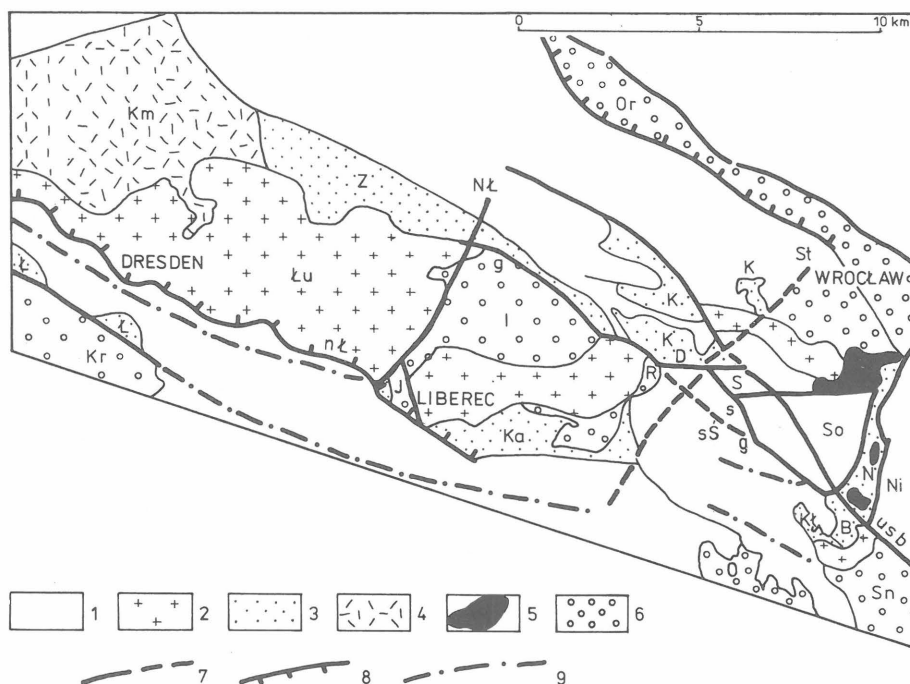 0 5 10 km
Or
Km
Z
NŁ
St
K
WROCŁAW
DRESDEN
g
Łu
K
Ł
I
K
D
Ł
nł
R
S
Kr
J
LIBEREC
s
So
Ka
sS
g
N
Ni
KŁ
B
usb
O
Sn
1 2 3 4 5 6
7 8 9